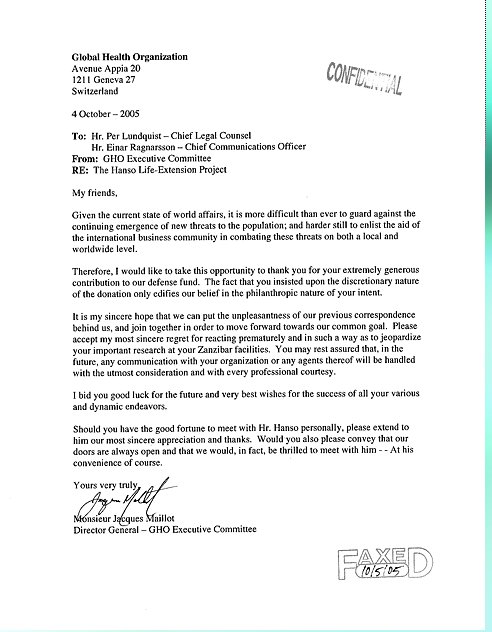 Global Health Organization
Avenue Appia 20
1211 Geneva 27
Switzerland
CONFIDENTIAL
4 October – 2005
To: Hr. Per Lundquist – Chief Legal Counsel
Hr. Einar Ragnarsson – Chief Communications Officer
From: GHO Executive Committee
RE: The Hanso Life-Extension Project
My friends,
Given the current state of world affairs, it is more difficult than ever to guard against the
continuing emergence of new threats to the population; and harder still to enlist the aid of
the international business community in combating these threats on both a local and
worldwide level.
Therefore, I would like to take this opportunity to thank you for your extremely generous
contribution to our defense fund. The fact that you insisted upon the discretionary nature
of the donation only edifies our belief in the philanthropic nature of your intent.
It is my sincere hope that we can put the unpleasantness of our previous correspondence
behind us, and join together in order to move forward towards our common goal. Please
accept my most sincere regret for reacting prematurely and in such a way as to jeopardize
your important research at your Zanzibar facilities. You may rest assured that, in the
future, any communication with your organization or any agents thereof will be handled
with the utmost consideration and with every professional courtesy.
I bid you good luck for the future and very best wishes for the success of all your various
and dynamic endeavors.
Should you have the good fortune to meet with Hr. Hanso personally, please extend to
him our most sincere appreciation and thanks. Would you also please convey that our
doors are always open and that we would, in fact, be thrilled to meet with him - - At his
convenience of course.
Yours very truly,
Monsieur Jacques Maillot
Director General – GHO Executive Committee
FAXED
10/5/05